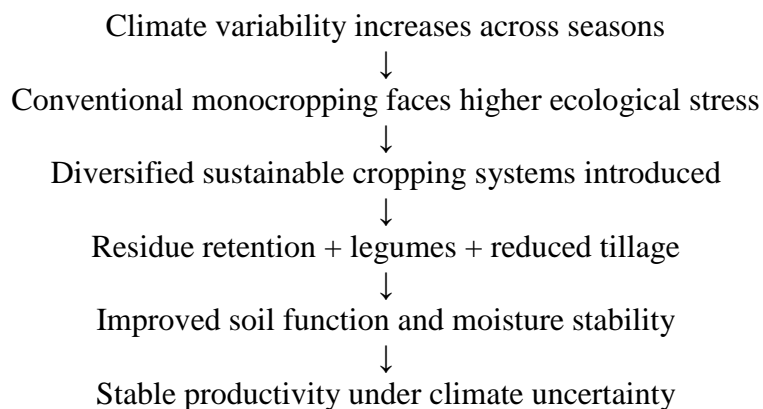 Climate variability increases across seasons
↓
Conventional monocropping faces higher ecological stress
↓
Diversified sustainable cropping systems introduced
↓
Residue retention + legumes + reduced tillage
↓
Improved soil function and moisture stability
↓
Stable productivity under climate uncertainty